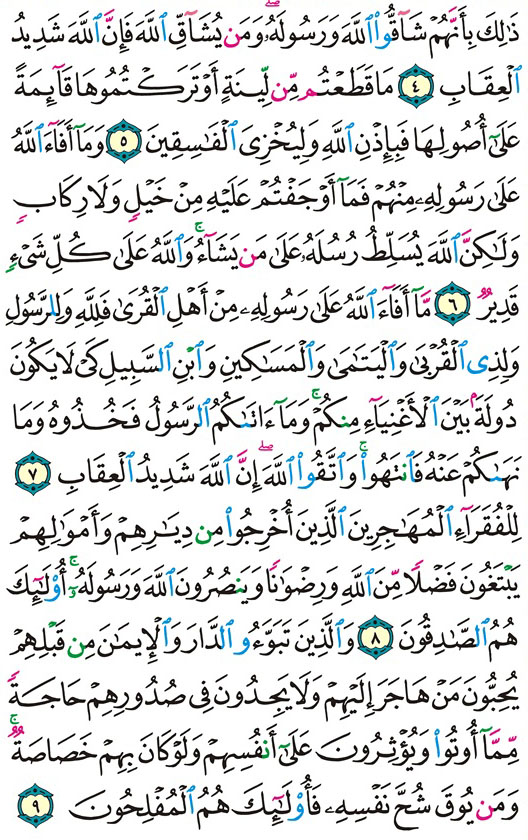 ذَٰلِكَ بِأَنَّهُمْ شَآقُّوا۟ ٱللَّهَ وَرَسُولَهُۥ ۖ وَمَن يُشَآقِّ ٱللَّهَ فَإِنَّ ٱللَّهَ شَدِيدُ
ٱلْعِقَابِ ٤ مَا قَطَعْتُم مِّن لِّينَةٍ أَوْ تَرَكْتُمُوهَا قَآئِمَةً
عَلَىٰٓ أُصُولِهَا فَبِإِذْنِ ٱللَّهِ وَلِيُخْزِىَ ٱلْفَـٰسِقِينَ ٥ وَمَآ أَفَآءَ ٱللَّهُ
عَلَىٰ رَسُولِهِۦ مِنْهُمْ فَمَآ أَوْجَفْتُمْ عَلَيْهِ مِنْ خَيْلٍ وَلَا رِكَابٍ
وَلَـٰكِنَّ ٱللَّهَ يُسَلِّطُ رُسُلَهُۥ عَلَىٰ مَن يَشَآءُ ۚ وَٱللَّهُ عَلَىٰ كُلِّ شَىْءٍ
قَدِيرٌ ٦ مَّآ أَفَآءَ ٱللَّهُ عَلَىٰ رَسُولِهِۦ مِنْ أَهْلِ ٱلْقُرَىٰ فَلِلَّهِ وَلِلرَّسُولِ
وَلِذِى ٱلْقُرْبَىٰ وَٱلْيَتَـٰمَىٰ وَٱلْمَسَـٰكِينِ وَٱبْنِ ٱلسَّبِيلِ كَىْ لَا يَكُونَ
دُولَةًۢ بَيْنَ ٱلْأَغْنِيَآءِ مِنكُمْ ۚ وَمَآ ءَاتَىٰكُمُ ٱلرَّسُولُ فَخُذُوهُ وَمَا
نَهَىٰكُمْ عَنْهُ فَٱنتَهُوا۟ ۚ وَٱتَّقُوا۟ ٱللَّهَ ۖ إِنَّ ٱللَّهَ شَدِيدُ ٱلْعِقَابِ ٧
لِلْفُقَرَآءِ ٱلْمُهَـٰجِرِينَ ٱلَّذِينَ أُخْرِجُوا۟ مِن دِيَـٰرِهِمْ وَأَمْوَٰلِهِمْ
يَبْتَغُونَ فَضْلًا مِّنَ ٱللَّهِ وَرِضْوَٰنًا وَيَنصُرُونَ ٱللَّهَ وَرَسُولَهُۥٓ ۚ أُو۟لَـٰٓئِكَ
هُمُ ٱلصَّـٰدِقُونَ ٨ وَٱلَّذِينَ تَبَوَّءُو ٱلدَّارَ وَٱلْإِيمَـٰنَ مِن قَبْلِهِمْ
يُحِبُّونَ مَنْ هَاجَرَ إِلَيْهِمْ وَلَا يَجِدُونَ فِى صُدُورِهِمْ حَاجَةً
مِّمَّآ أُوتُوا۟ وَيُؤْثِرُونَ عَلَىٰٓ أَنفُسِهِمْ وَلَوْ كَانَ بِهِمْ خَصَاصَةٌ ۚ
وَمَن يُوقَ شُحَّ نَفْسِهِۦ فَأُو۟لَـٰٓئِكَ هُمُ ٱلْمُفْلِحُونَ ٩